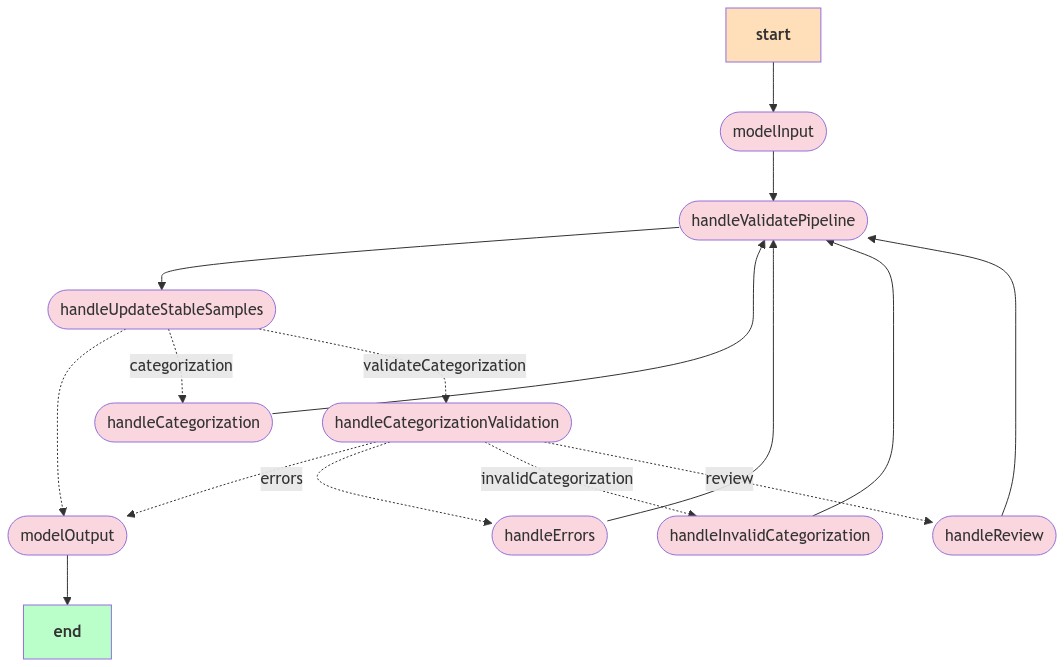 start
modelInput
handleValidatePipeline
handleUpdateStableSamples
categorization
validateCategorization
handleCategorization
handleCategorizationValidation
errors
invalidCategorization
review
modelOutput
handleErrors
handleInvalidCategorization
handleReview
end